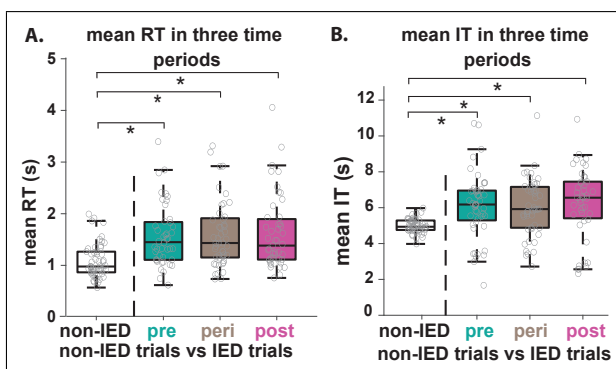 A.
mean RT in three time
periods
*
*
*
5
4
3
2
1
0
mean RT (s)
non-IED pre peri post
non-IED trials vs IED trials
B.
mean IT in three time
periods
*
*
*
12
10
8
6
4
2
0
mean IT (s)
non-IED Pre peri post
non-IED trials vs IED trials